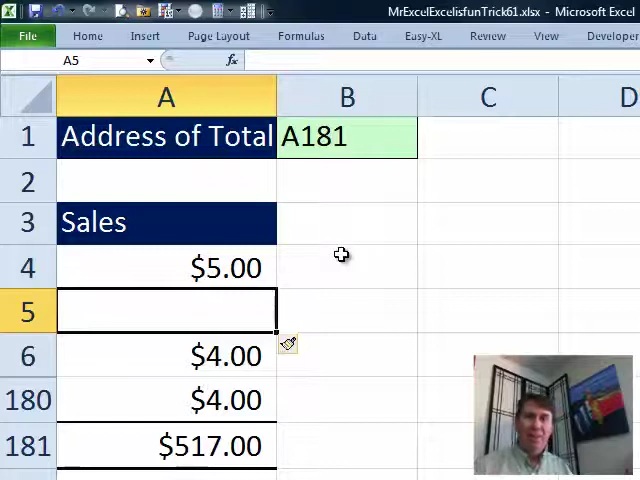 MrExcelExcelisfunTrick61.xlsx - Microsoft Excel
File Home Insert Page Layout Formulas Data Easy-XL Review View Developer
A5 fx
A B C D
1 Address of Total A181
2
3 Sales
4 $5.00
5
6 $4.00
180 $4.00
181 $517.00